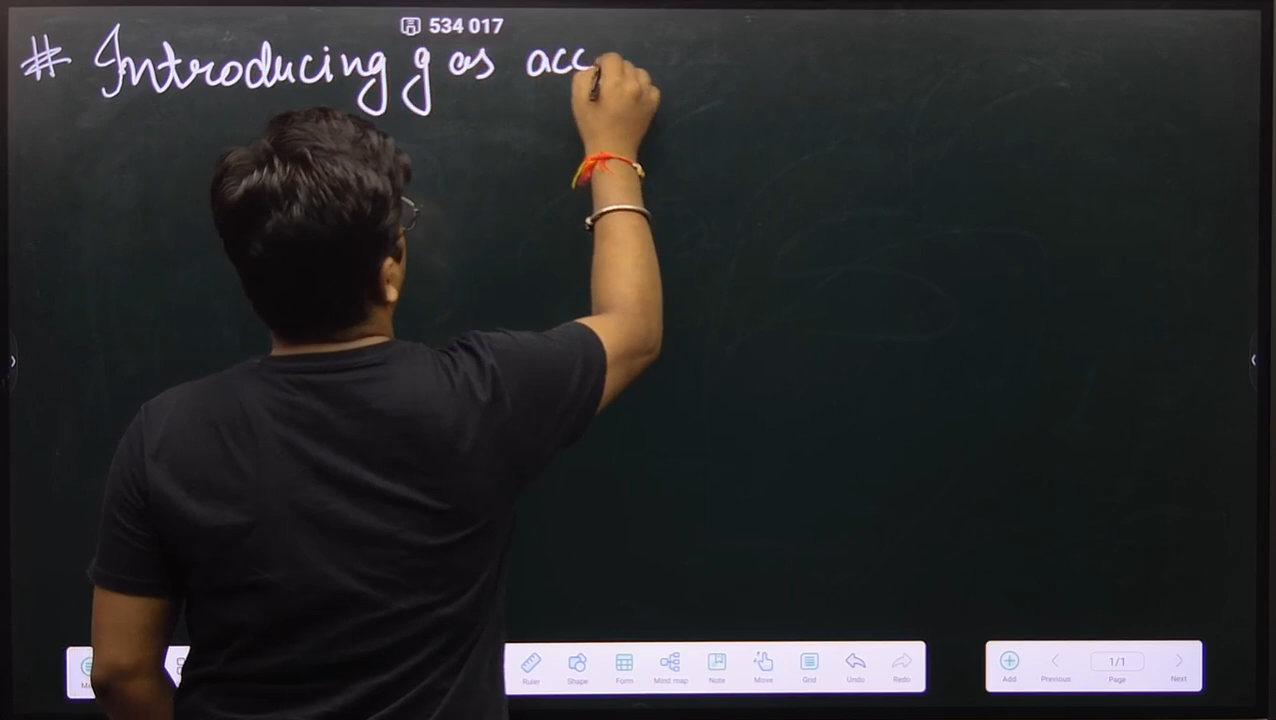 534 017
# Introducing g as acc
Ruler Shape Form Mind map Note Move Grid Undo Redo Add Previous 1/1 Page Next